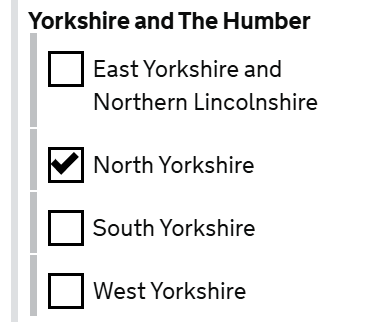 Yorkshire and The Humber
East Yorkshire and
Northern Lincolnshire
North Yorkshire
South Yorkshire
West Yorkshire